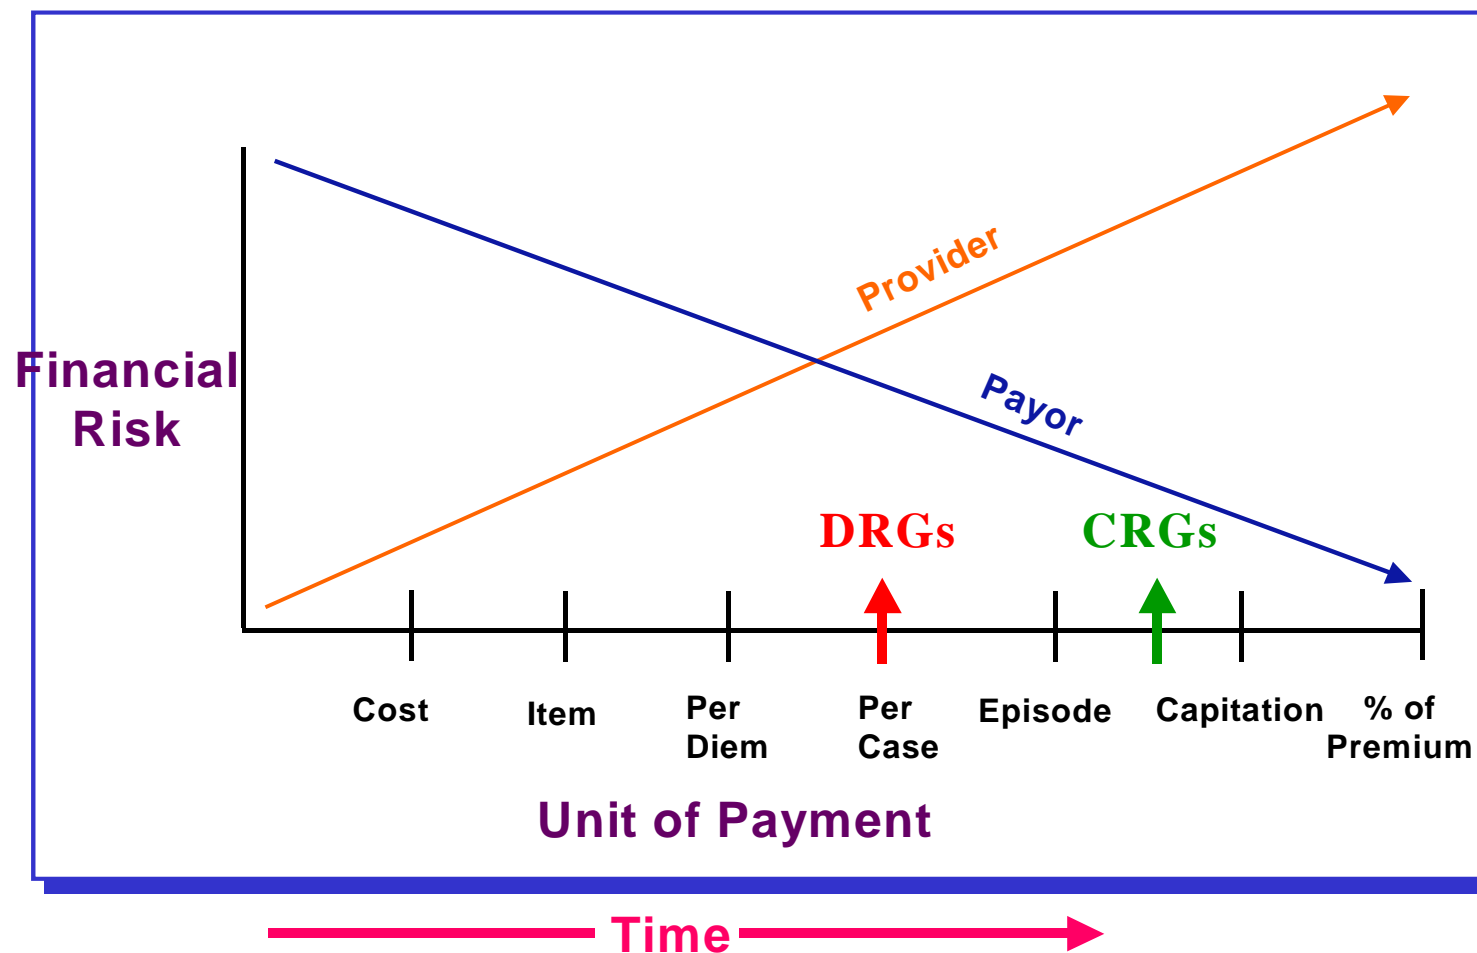 Provider
Financial
Risk
Payor
DRGs
CRGs
Cost
Item
Per
Diem
Per
Case
Episode
Capitation
% of
Premium
Unit of Payment
Time